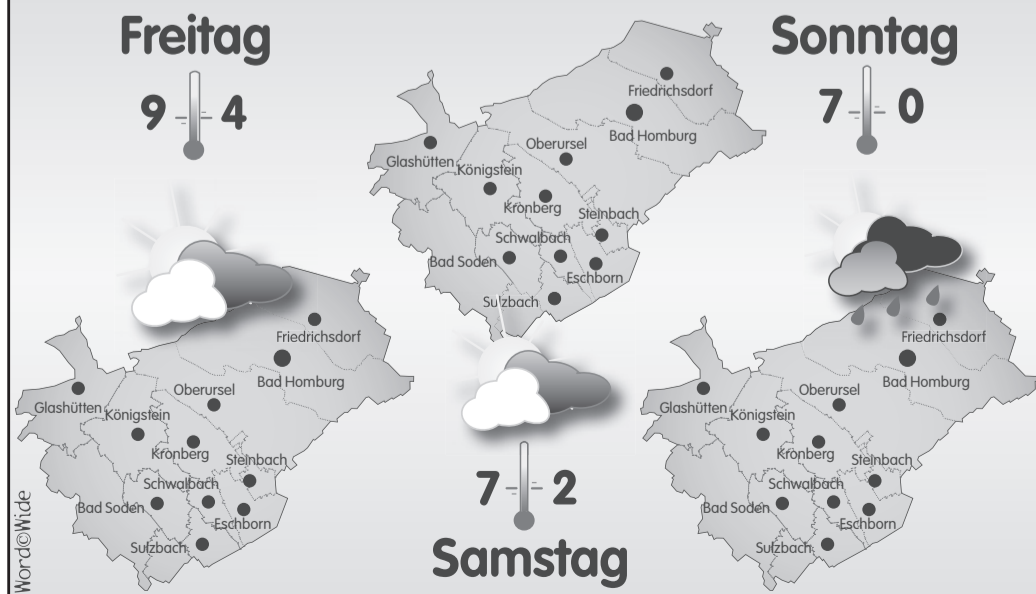 Freitag
9 4
Glashütten
Königstein
Oberursel
Friedrichsdorf
Bad Homburg
Kronberg
Steinbach
Schwalbach
Bad Soden
Eschborn
Sulzbach
Friedrichsdorf
Bad Homburg
Oberursel
Glashütten
Königstein
Kronberg
Steinbach
Schwalbach
Bad Soden
Eschborn
Sulzbach
7 2
Samstag
Sonntag
7 0
Friedrichsdorf
Bad Homburg
Oberursel
Glashütten
Königstein
Kronberg
Steinbach
Schwalbach
Bad Soden
Eschborn
Sulzbach
Word©Wide